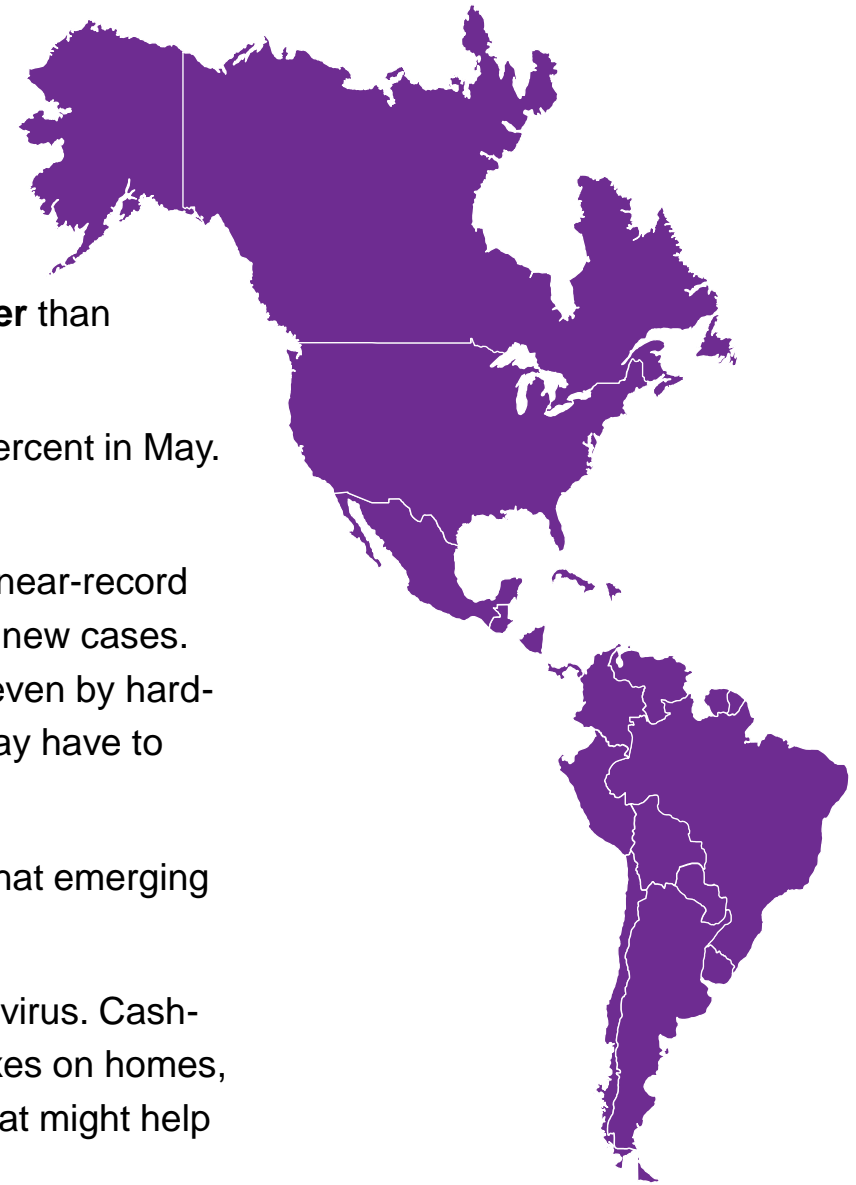 er than
ercent in May.
near-record
new cases.
even by hard-
ay have to
hat emerging
virus. Cash-
xes on homes,
at might help